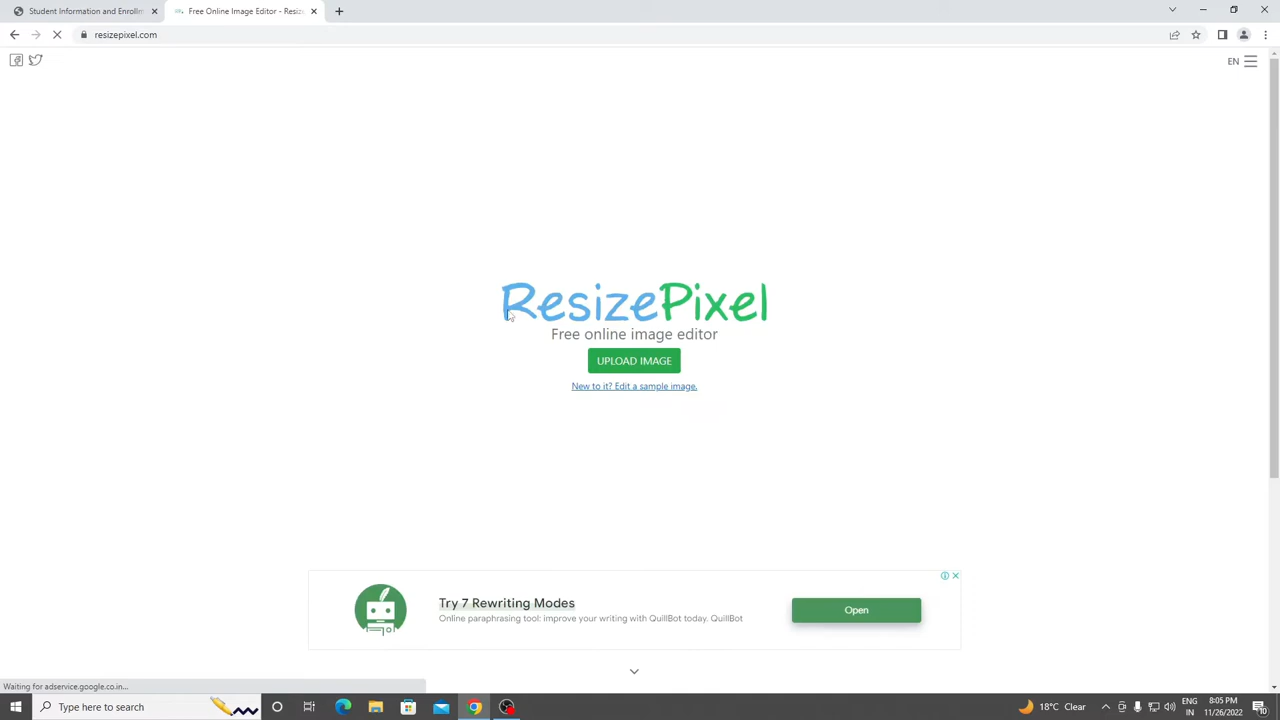 Student Information and Enrollm
Free Online Image Editor - Resize
resizepixel.com
EN
ResizePixel
Free online image editor
UPLOAD IMAGE
New to it? Edit a sample image.
Try 7 Rewriting Modes
Online paraphrasing tool: improve your writing with QuillBot today. QuillBot
Open
Waiting for adservice.google.co.in...
Type here to search
18°C Clear
ENG
IN
8:05 PM
11/26/2022
10